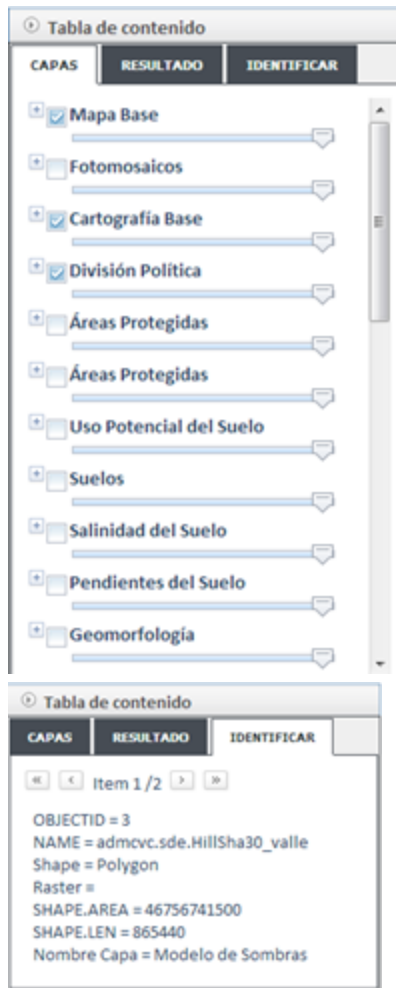 Tabla de contenido
CAPAS RESULTADO IDENTIFICAR
Mapa Base
Fotomosaicos
Cartografía Base
División Política
Áreas Protegidas
Áreas Protegidas
Uso Potencial del Suelo
Suelos
Salinidad del Suelo
Pendientes del Suelo
Geomorfología
Tabla de contenido
CAPAS RESULTADO IDENTIFICAR
Item 1/2
OBJECTID = 3
NAME = admcvc.sde.HillSha30_valle
Shape = Polygon
Raster =
SHAPE.AREA = 46756741500
SHAPE.LEN = 865440
Nombre Capa = Modelo de Sombras